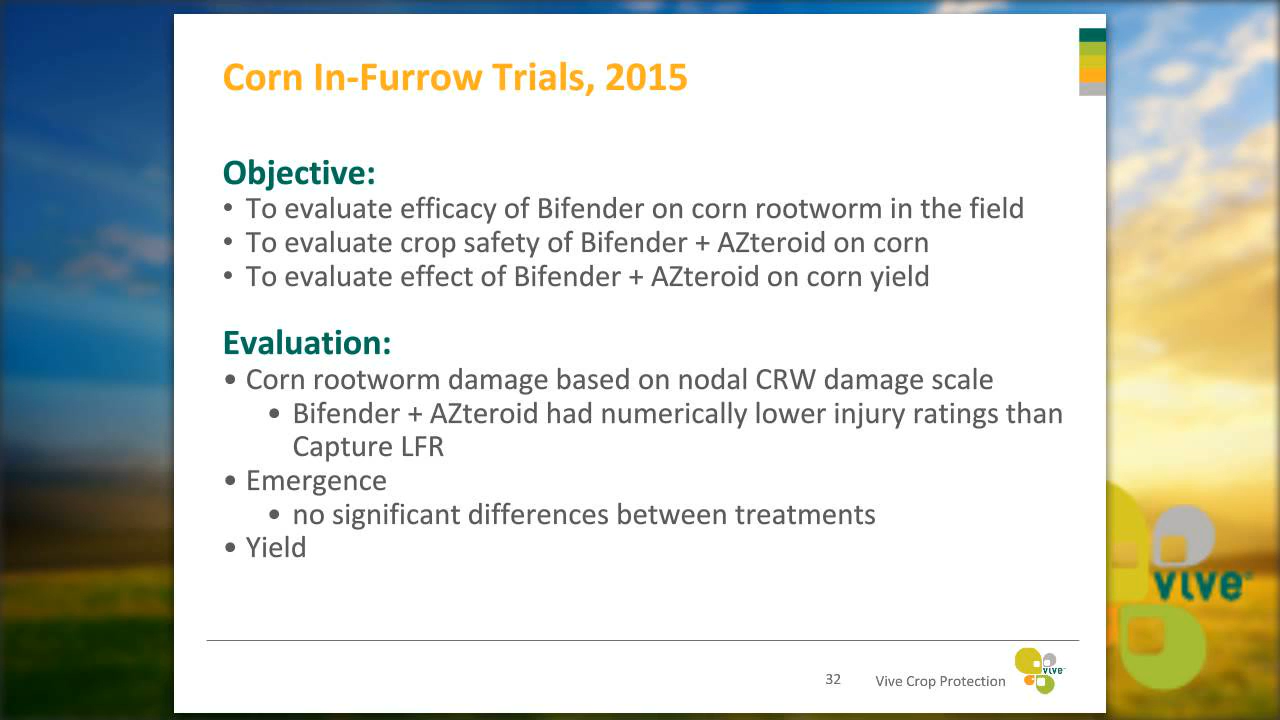 Corn In-Furrow Trials, 2015
Objective:
• To evaluate efficacy of Bifender on corn rootworm in the field
• To evaluate crop safety of Bifender + AZteroid on corn
• To evaluate effect of Bifender + AZteroid on corn yield
Evaluation:
• Corn rootworm damage based on nodal CRW damage scale
• Bifender + AZteroid had numerically lower injury ratings than
Capture LFR
• Emergence
• no significant differences between treatments
• Yield
32
Vive Crop Protection
vive
vive